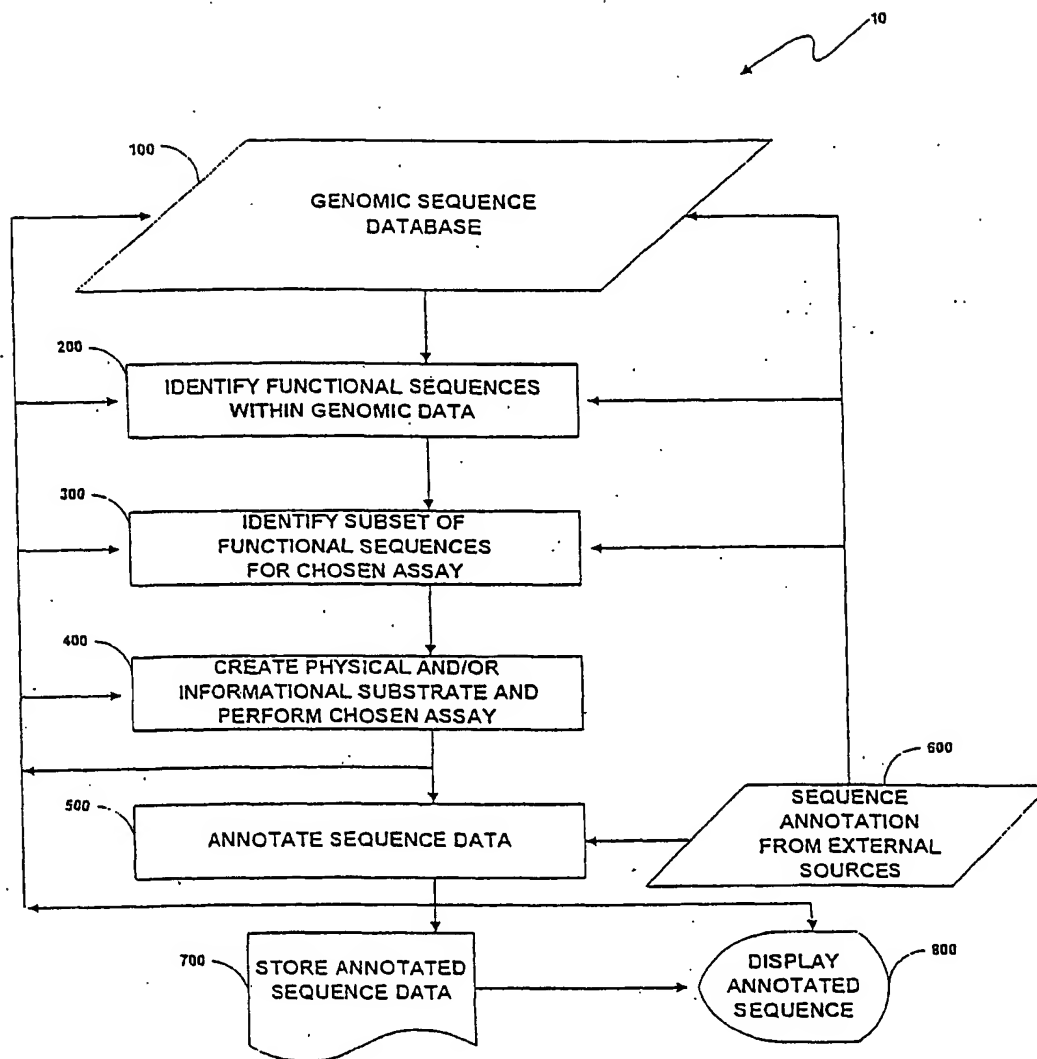 10
100
GENOMIC SEQUENCE
DATABASE
200
IDENTIFY FUNCTIONAL SEQUENCES
WITHIN GENOMIC DATA
300
IDENTIFY SUBSET OF
FUNCTIONAL SEQUENCES
FOR CHOSEN ASSAY
400
CREATE PHYSICAL AND/OR
INFORMATIONAL SUBSTRATE AND
PERFORM CHOSEN ASSAY
500
ANNOTATE SEQUENCE DATA
600
SEQUENCE
ANNOTATION
FROM EXTERNAL
SOURCES
700
STORE ANNOTATED
SEQUENCE DATA
800
DISPLAY
ANNOTATED
SEQUENCE